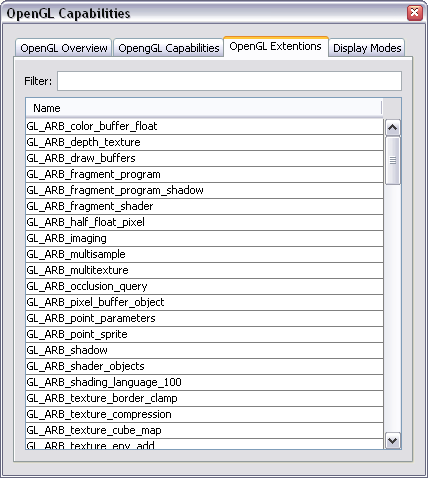 OpenGL Capabilities
OpenGL Overview OpengGL Capabilities OpenGL Extentions Display Modes
Filter:
Name
GL_ARB_color_buffer_float
GL_ARB_depth_texture
GL_ARB_draw_buffers
GL_ARB_fragment_program
GL_ARB_fragment_program_shadow
GL_ARB_fragment_shader
GL_ARB_half_float_pixel
GL_ARB_imaging
GL_ARB_multisample
GL_ARB_multitexture
GL_ARB_occlusion_query
GL_ARB_pixel_buffer_object
GL_ARB_point_parameters
GL_ARB_point_sprite
GL_ARB_shadow
GL_ARB_shader_objects
GL_ARB_shading_language_100
GL_ARB_texture_border_clamp
GL_ARB_texture_compression
GL_ARB_texture_cube_map
GL_ARB_texture_env_add